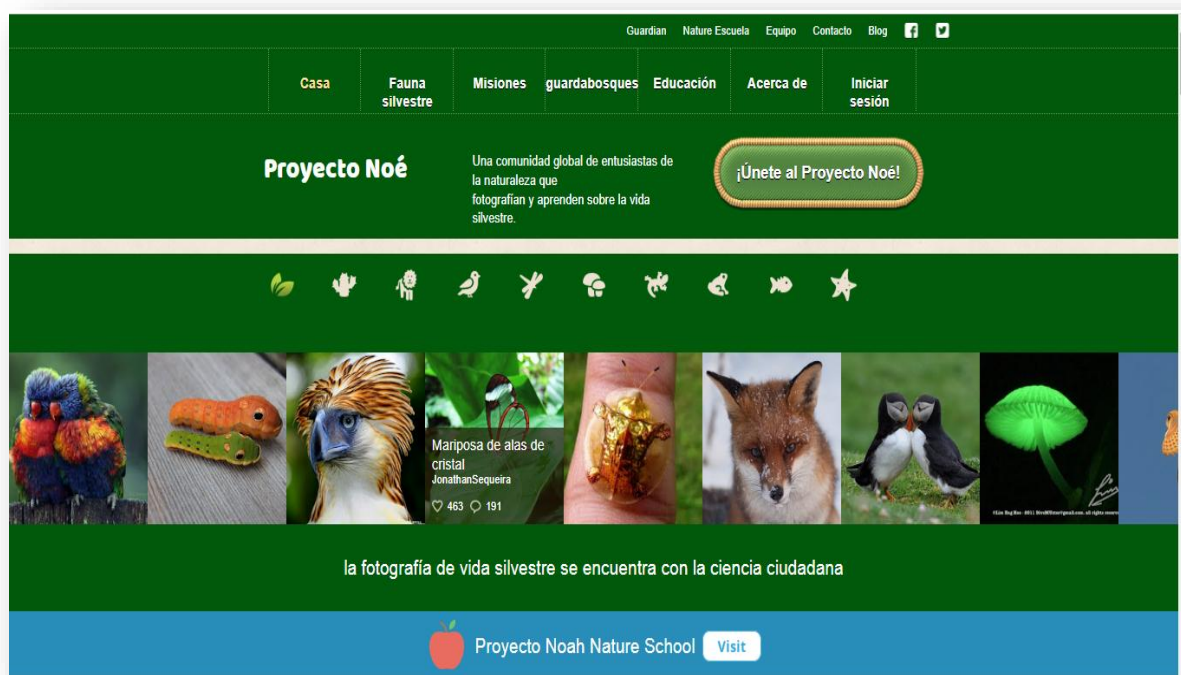 Guardian Nature Escuela Equipo Contacto Blog
Casa Fauna silvestre Misiones guardabosques Educación Acerca de Iniciar sesión
Proyecto Noé
Una comunidad global de entusiastas de
la naturaleza que
fotografían y aprenden sobre la vida
silvestre.
¡Únete al Proyecto Noé!
Mariposa de alas de
cristal
JonathanSequeira
463 191
la fotografía de vida silvestre se encuentra con la ciencia ciudadana
Proyecto Noah Nature School Visit